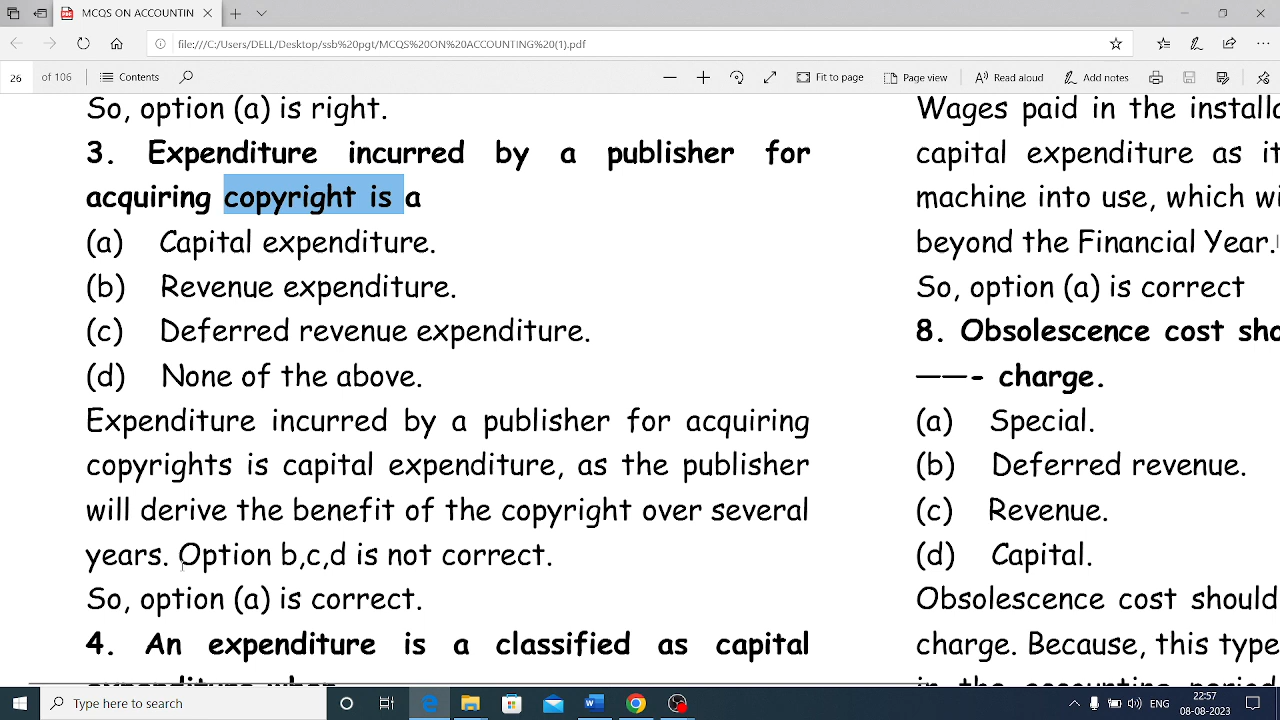 MCQS ON ACCOUNTIN
file:///C:/Users/DELL/Desktop/ssb%20pgt/MCQS%20ON%20ACCOUNTING%20(1).pdf
26 of 106 Contents Fit to page Page view Read aloud Add notes
So, option (a) is right.
3. Expenditure incurred by a publisher for
acquiring copyright is a
(a) Capital expenditure.
(b) Revenue expenditure.
(c) Deferred revenue expenditure.
(d) None of the above.
Expenditure incurred by a publisher for acquiring
copyrights is capital expenditure, as the publisher
will derive the benefit of the copyright over several
years. Option b,c,d is not correct.
So, option (a) is correct.
4. An expenditure is a classified as capital
expenditure when
Wages paid in the installa
capital expenditure as it
machine into use, which wi
beyond the Financial Year.
So, option (a) is correct
8. Obsolescence cost sho
——- charge.
(a) Special.
(b) Deferred revenue.
(c) Revenue.
(d) Capital.
Obsolescence cost should
charge. Because, this type
in the accounting period
Type here to search
ENG
22:57
08-08-2023